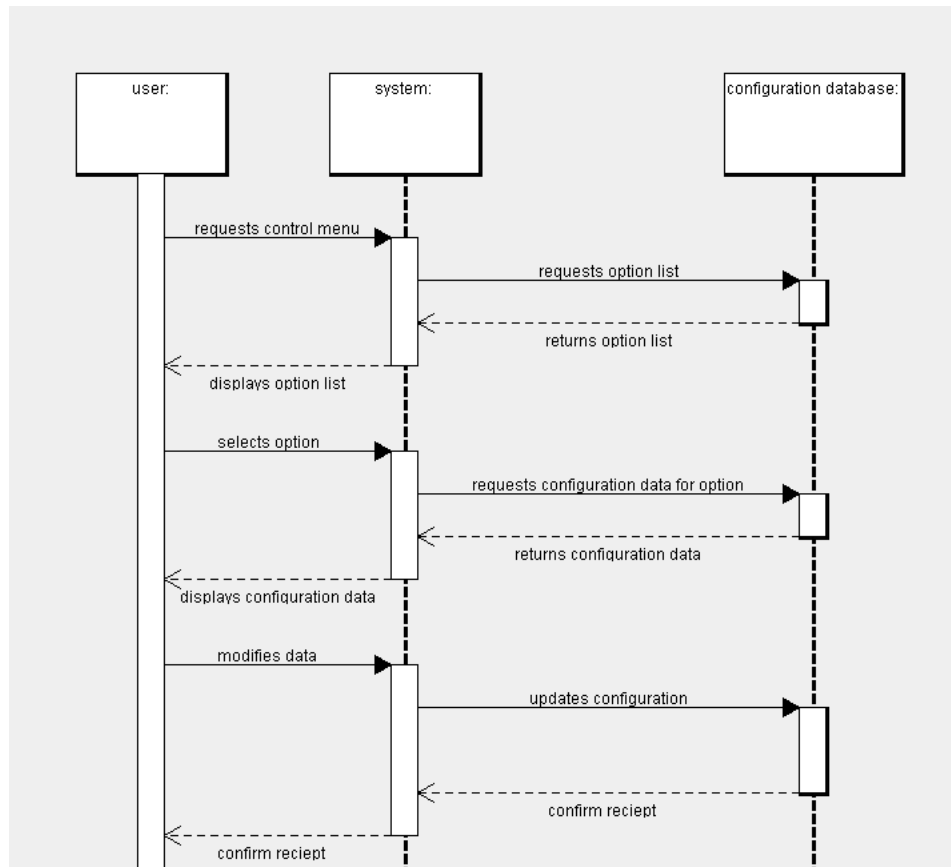 user:
system:
configuration database:
requests control menu
requests option list
returns option list
displays option list
selects option
requests configuration data for option
returns configuration data
displays configuration data
modifies data
updates configuration
confirm reciept
confirm reciept